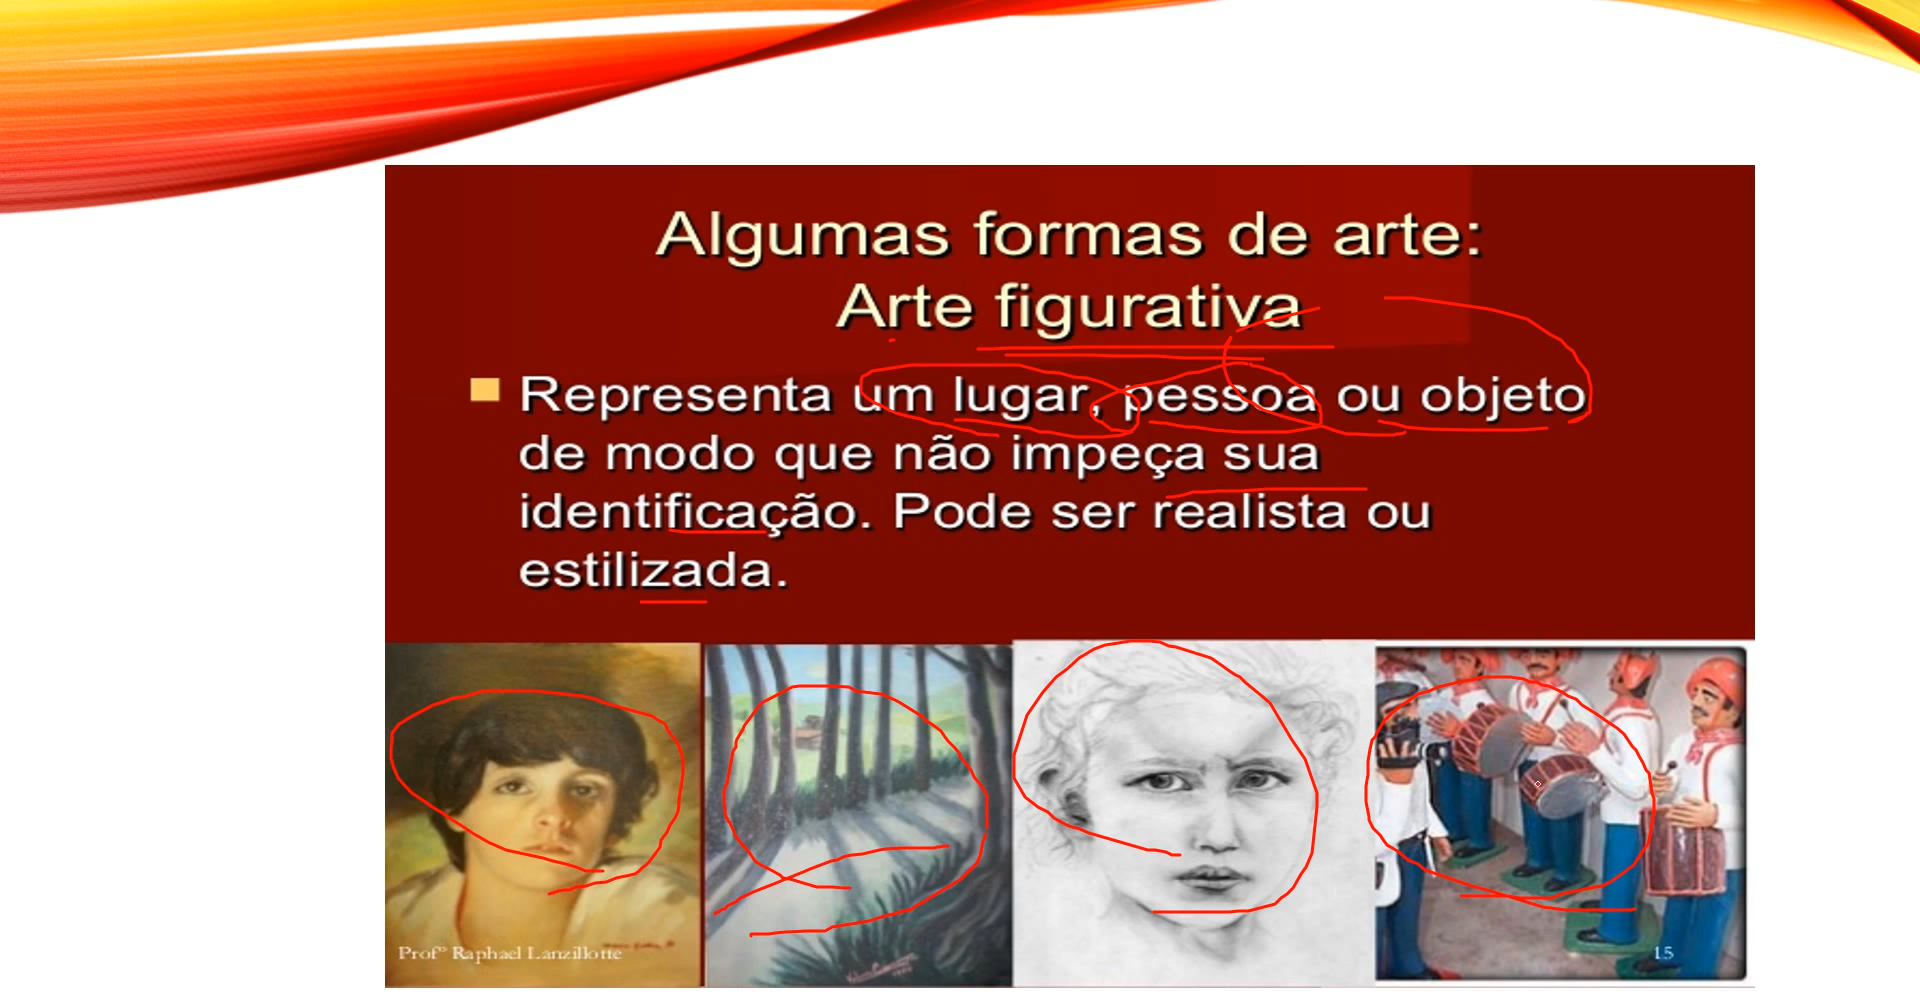 Algumas formas de arte:
Arte figurativa
Representa um lugar, pessoa ou objeto
de modo que não impeça sua
identificação. Pode ser realista ou
estilizada.
Profº Raphael Lanzillotte
15